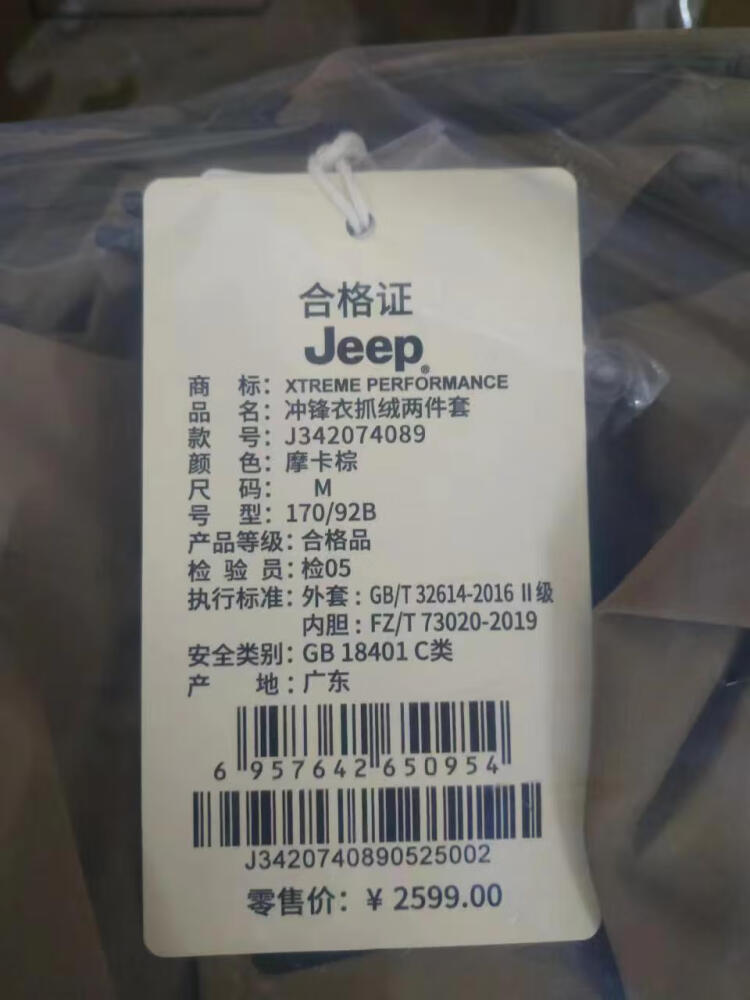 合格证
Jeep®
商 标：XTREME PERFORMANCE
品 名：冲锋衣抓绒两件套
款 号：J342074089
颜 色：摩卡棕
尺 码： M
号 型：170/92B
产品等级：合格品
检 验 员：检05
执行标准：外套：GB/T 32614-2016 Ⅱ级
内胆：FZ/T 73020-2019
安全类别：GB 18401 C类
产 地：广东
6 957642 650954
J3420740890525002
零售价：¥ 2599.00